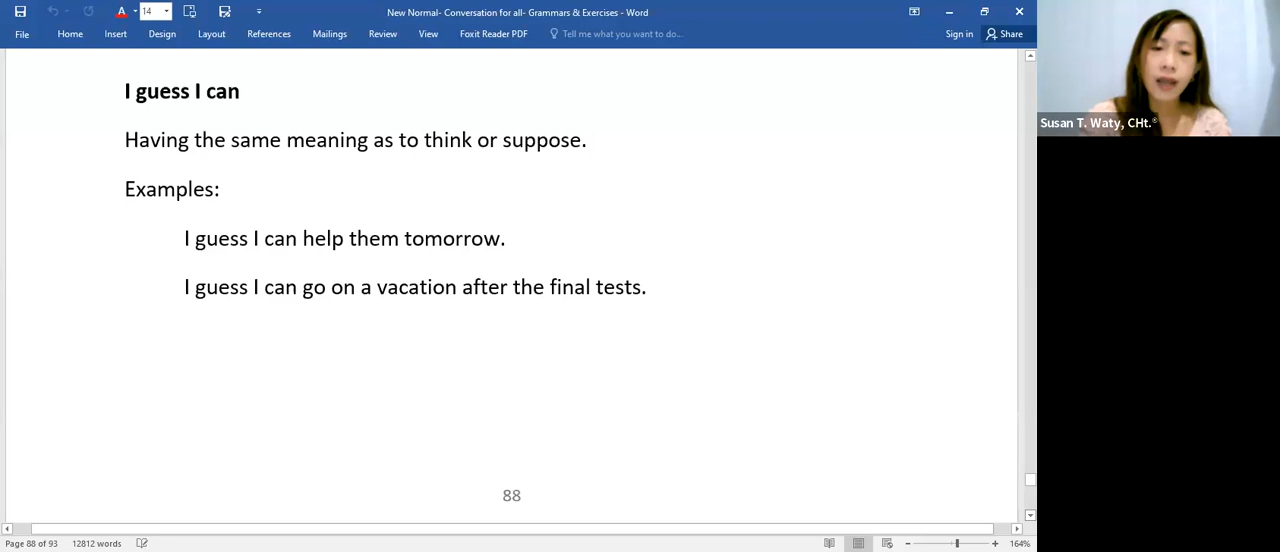 14
New Normal- Conversation for all- Grammars & Exercises - Word
File Home Insert Design Layout References Mailings Review View Foxit Reader PDF Tell me what you want to do... Sign in Share
I guess I can
Having the same meaning as to think or suppose.
Examples:
I guess I can help them tomorrow.
I guess I can go on a vacation after the final tests.
88
Page 88 of 93 12812 words 164%
Susan T. Waty, CHt.®